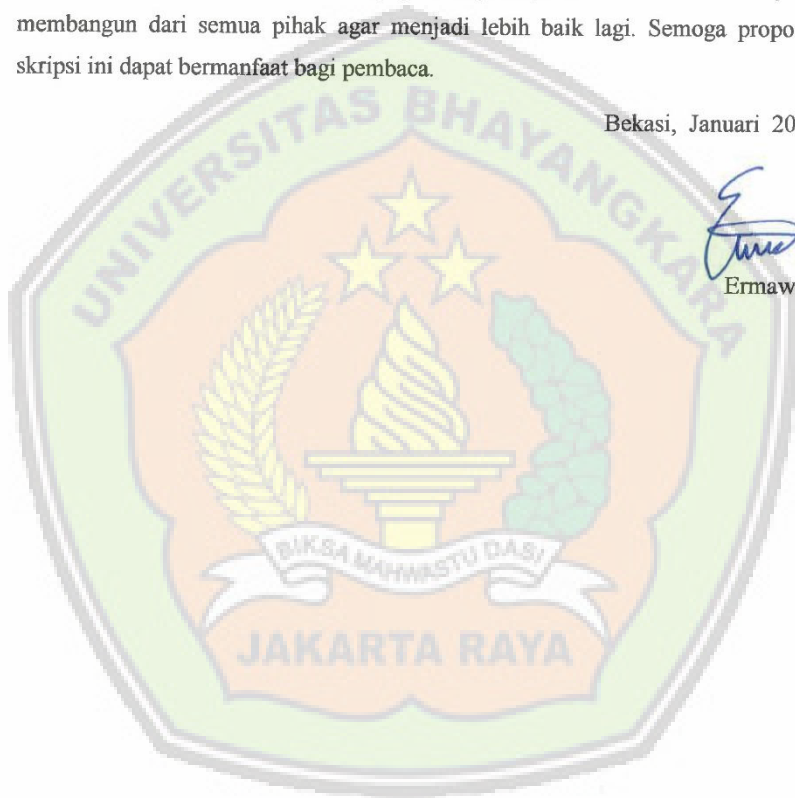 membangun dari semua pihak agar menjadi lebih baik lagi. Semoga propo
skripsi ini dapat bermanfaat bagi pembaca.
Bekasi, Januari 20
Ermaw
UNIVERSITAS BHAYANGKARA
BIKSA MAHWASTU DASI
JAKARTA RAYA